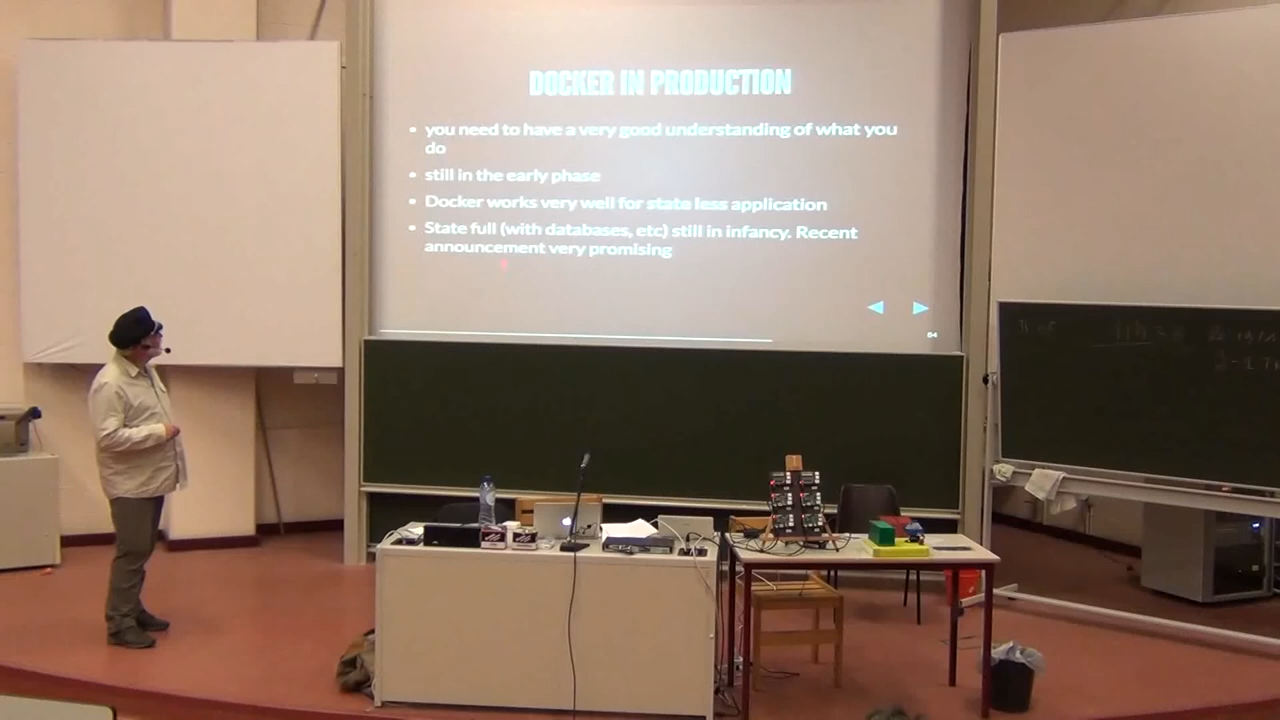 DOCKER IN PRODUCTION
• you need to have a very good understanding of what you
do
• still in the early phase
• Docker works very well for state less application
• State full (with databases, etc) still in infancy. Recent
announcement very promising